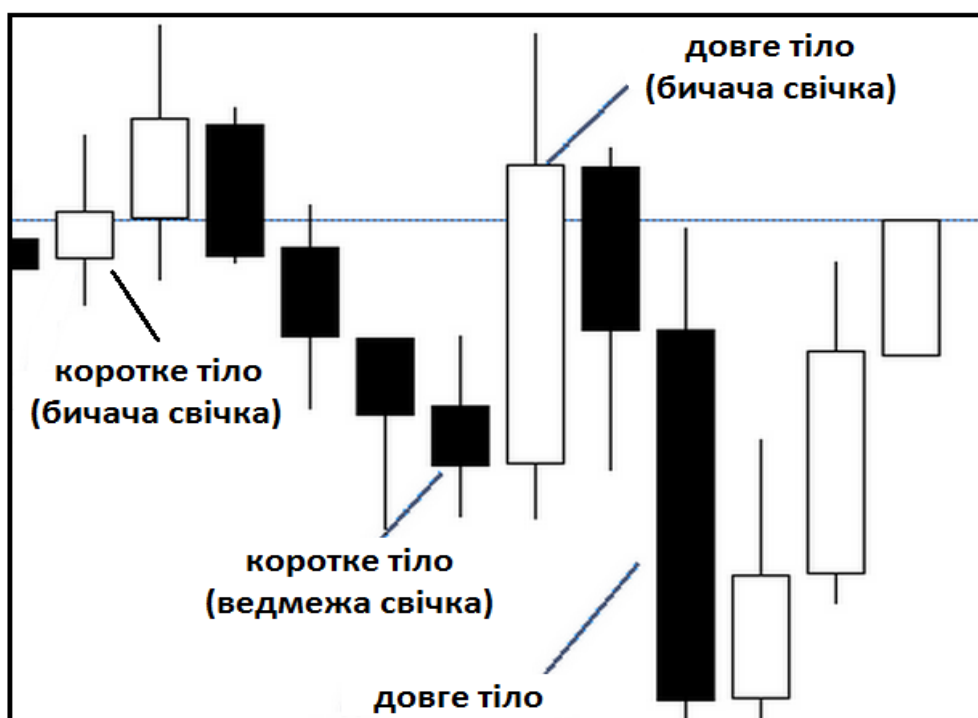 довге тіло
(бичача свічка)
коротке тіло
(бичача свічка)
коротке тіло
(ведмежа свічка)
довге тіло